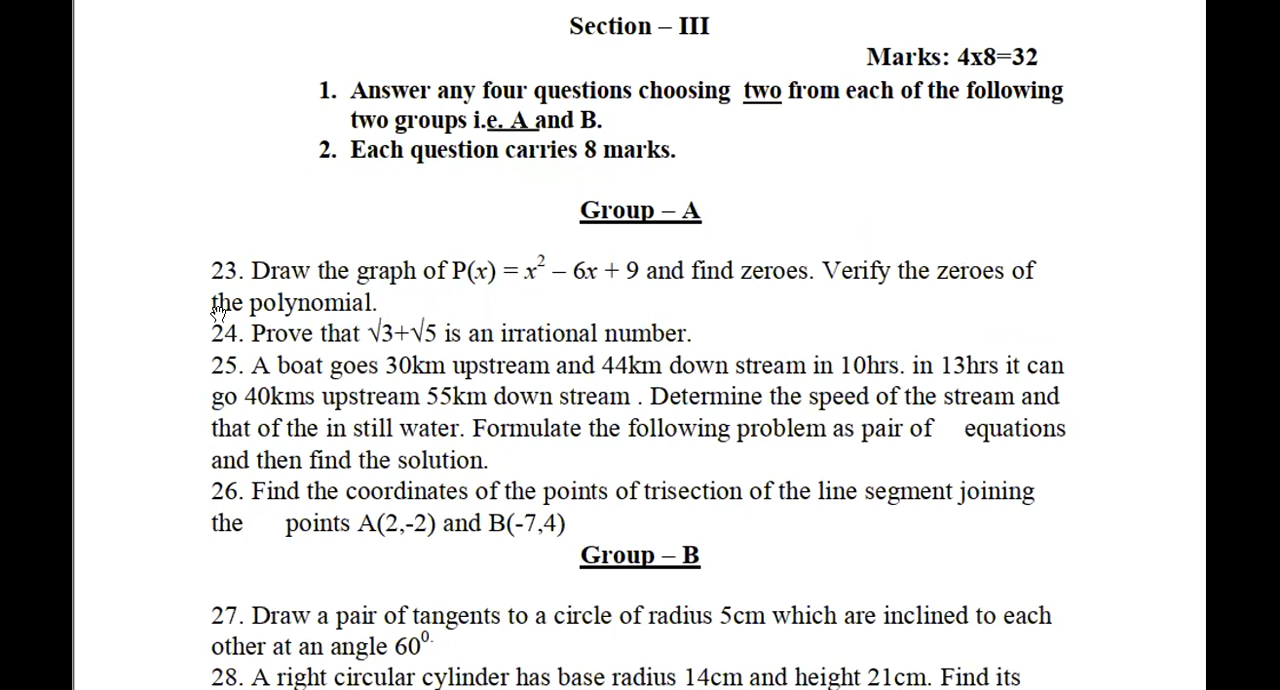 Section – III
Marks: 4x8=32
1. Answer any four questions choosing two from each of the following
two groups i.e. A and B.
2. Each question carries 8 marks.
Group – A
23. Draw the graph of P(x) = x² – 6x + 9 and find zeroes. Verify the zeroes of
the polynomial.
24. Prove that √3+√5 is an irrational number.
25. A boat goes 30km upstream and 44km down stream in 10hrs. in 13hrs it can
go 40kms upstream 55km down stream . Determine the speed of the stream and
that of the in still water. Formulate the following problem as pair of equations
and then find the solution.
26. Find the coordinates of the points of trisection of the line segment joining
the points A(2,-2) and B(-7,4)
Group – B
27. Draw a pair of tangents to a circle of radius 5cm which are inclined to each
other at an angle 60⁰.
28. A right circular cylinder has base radius 14cm and height 21cm. Find its